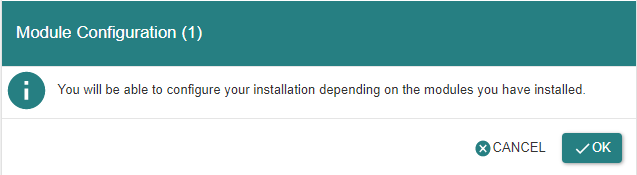 Module Configuration (1)
You will be able to configure your installation depending on the modules you have installed.
CANCEL
OK